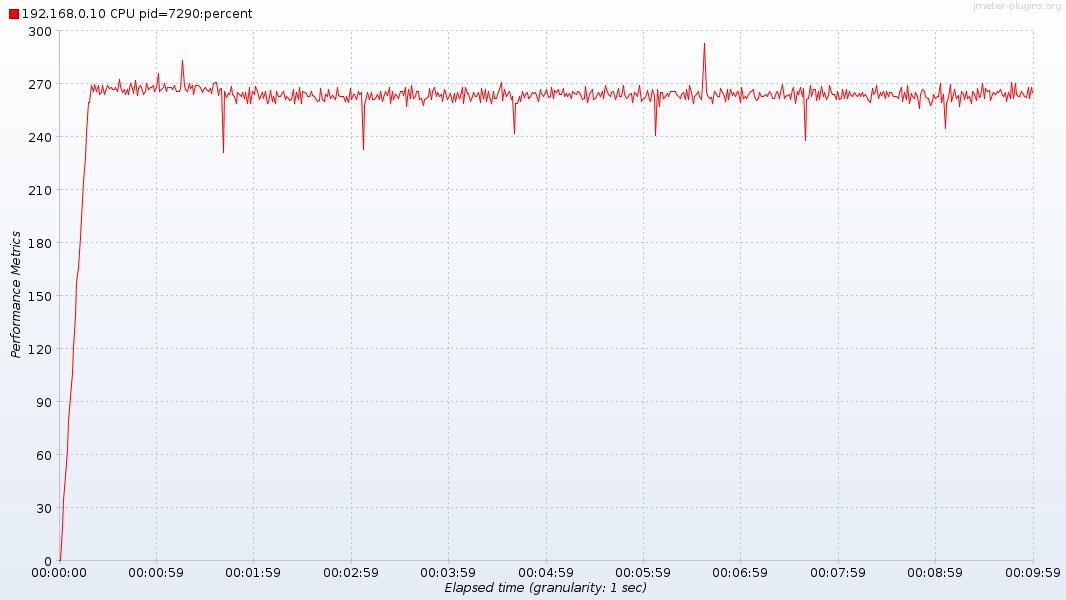 jmeter-plugins.org
192.168.0.10 CPU pid=7290:percent
300
270
240
210
180
150
120
90
60
30
0
Performance Metrics
00:00:00 00:00:59 00:01:59 00:02:59 00:03:59 00:04:59 00:05:59 00:06:59 00:07:59 00:08:59 00:09:59
Elapsed time (granularity: 1 sec)